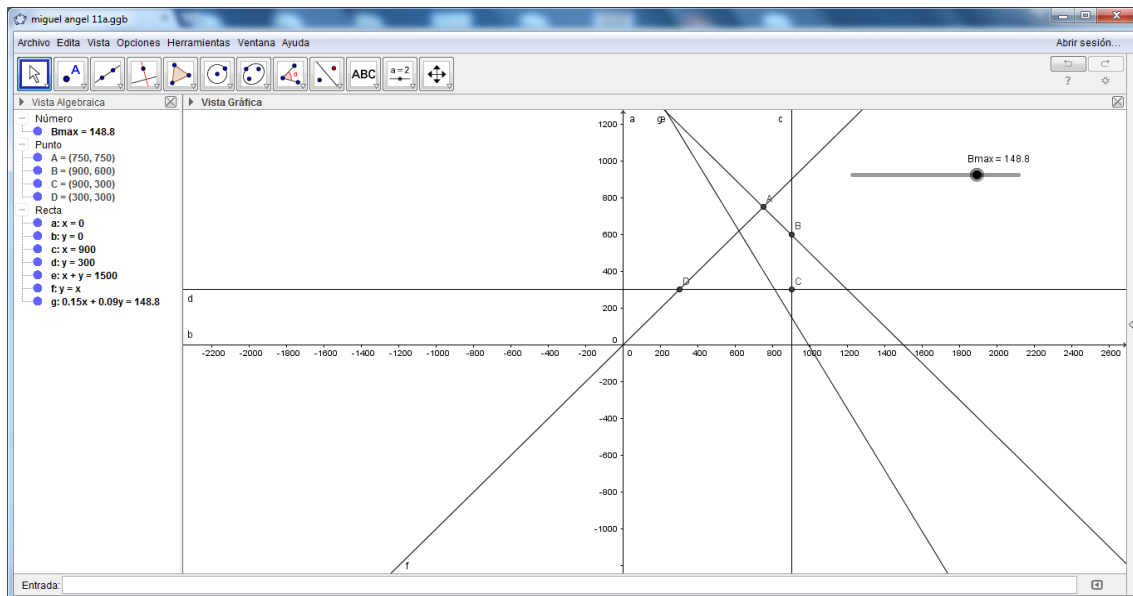 miguel angel 11a.ggb
Archivo Edita Vista Opciones Herramientas Ventana Ayuda
Abrir sesión...
A
α
ABC
a=2
?
Vista Algebraica
Vista Gráfica
Número
Bmax = 148.8
Punto
A = (750, 750)
B = (900, 600)
C = (900, 300)
D = (300, 300)
Recta
a: x = 0
b: y = 0
c: x = 900
d: y = 300
e: x + y = 1500
f: y = x
g: 0.15x + 0.09y = 148.8
a
g
e
c
Bmax = 148.8
A
B
C
D
d
b
f
1200
1000
800
600
400
200
0
-200
-400
-600
-800
-1000
-2200 -2000 -1800 -1600 -1400 -1200 -1000 -800 -600 -400 -200 0 200 400 600 800 1000 1200 1400 1600 1800 2000 2200 2400 2600
Entrada: